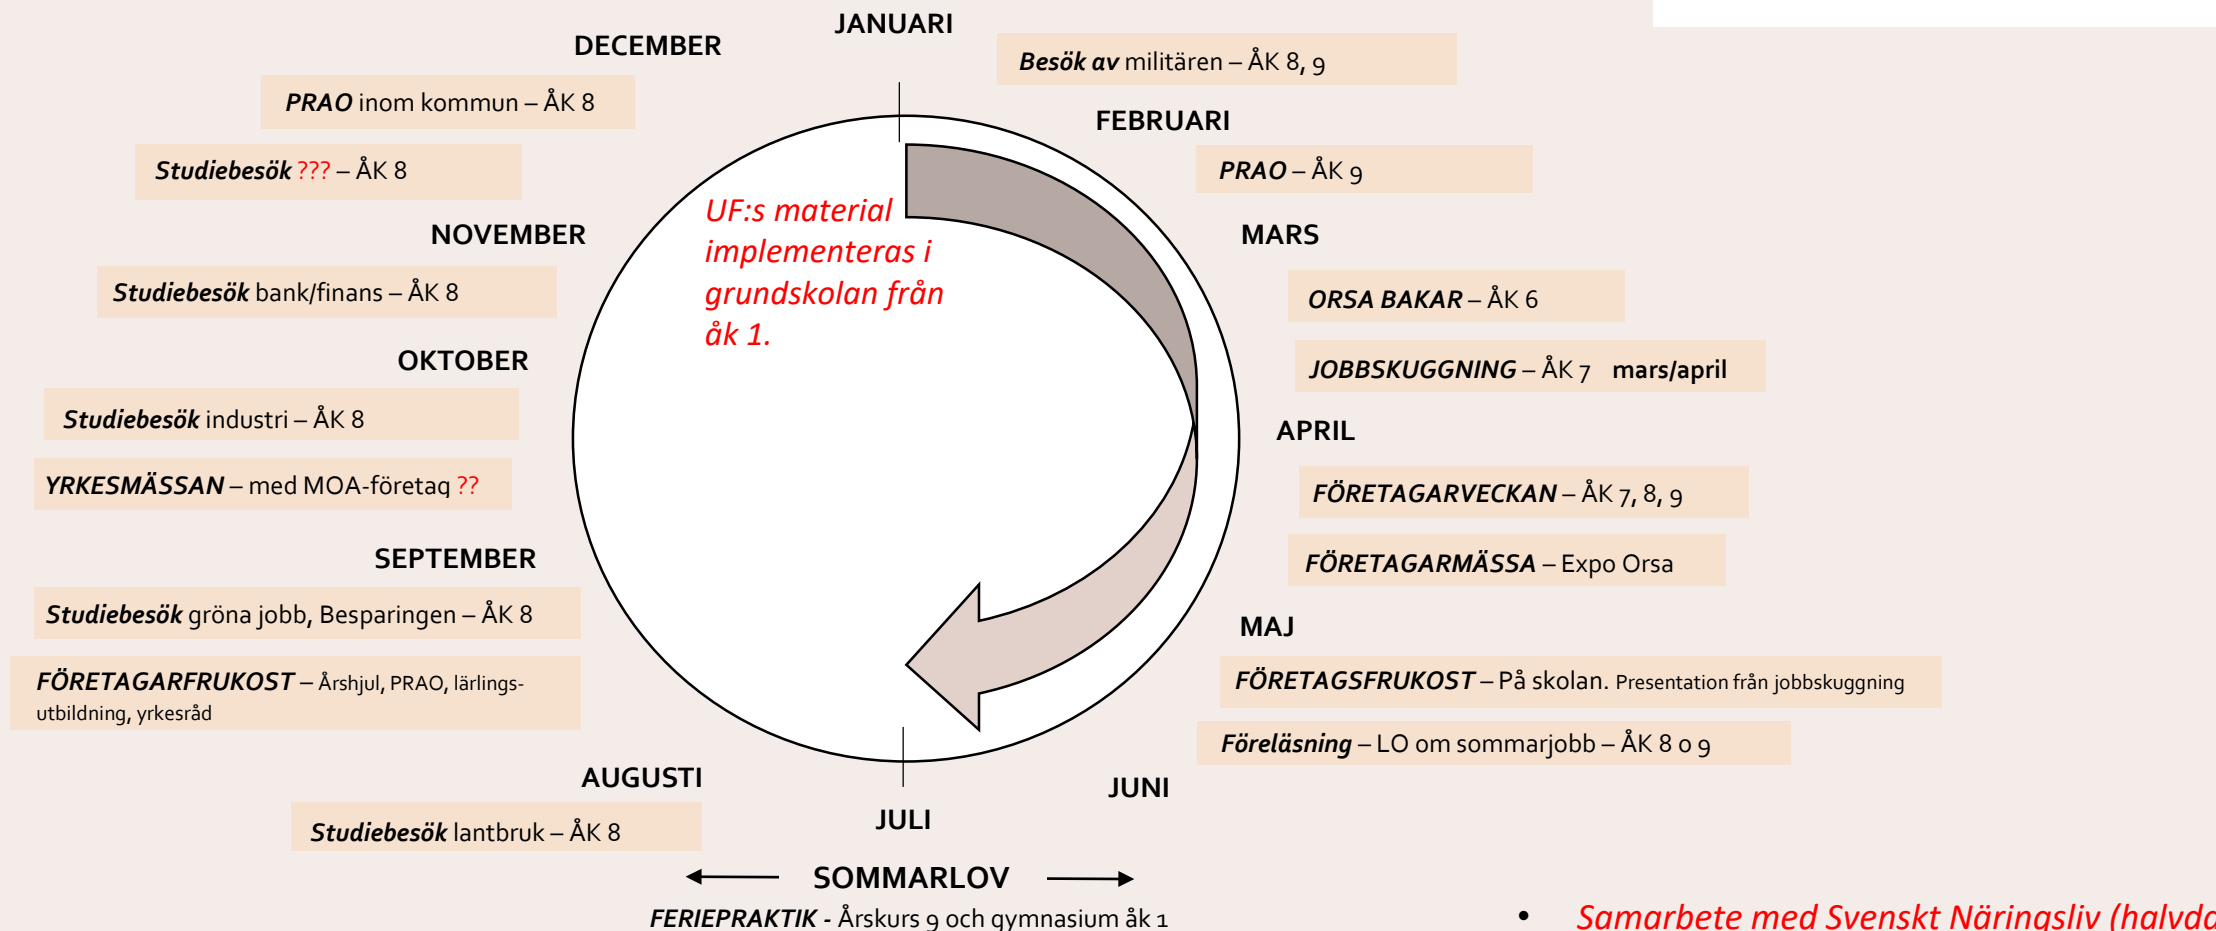 JANUARI
Besök av militären – ÅK 8, 9
FEBRUARI
PRAO – ÅK 9
MARS
ORSA BAKAR – ÅK 6
JOBBSKUGGNING – ÅK 7 mars/april
APRIL
FÖRETAGARVECKAN – ÅK 7, 8, 9
FÖRETAGARMÄSSA – Expo Orsa
MAJ
FÖRETAGSFRUKOST – På skolan. Presentation från jobbskuggning
Föreläsning – LO om sommarjobb – ÅK 8 o 9
JUNI
JULI
SOMMARLOV
FERIEPRAKTIK - Årskurs 9 och gymnasium åk 1
AUGUSTI
Studiebesök lantbruk – ÅK 8
SEPTEMBER
Studiebesök gröna jobb, Besparingen – ÅK 8
FÖRETAGARFRUKOST – Årshjul, PRAO, lärlings-
utbildning, yrkesråd
OKTOBER
Studiebesök industri – ÅK 8
YRKESMÄSSAN – med MOA-företag ??
NOVEMBER
Studiebesök bank/finans – ÅK 8
DECEMBER
PRAO inom kommun – ÅK 8
Studiebesök ??? – ÅK 8
UF:s material
implementeras i
grundskolan från
åk 1.
• Samarbete med Svenskt Näringsliv